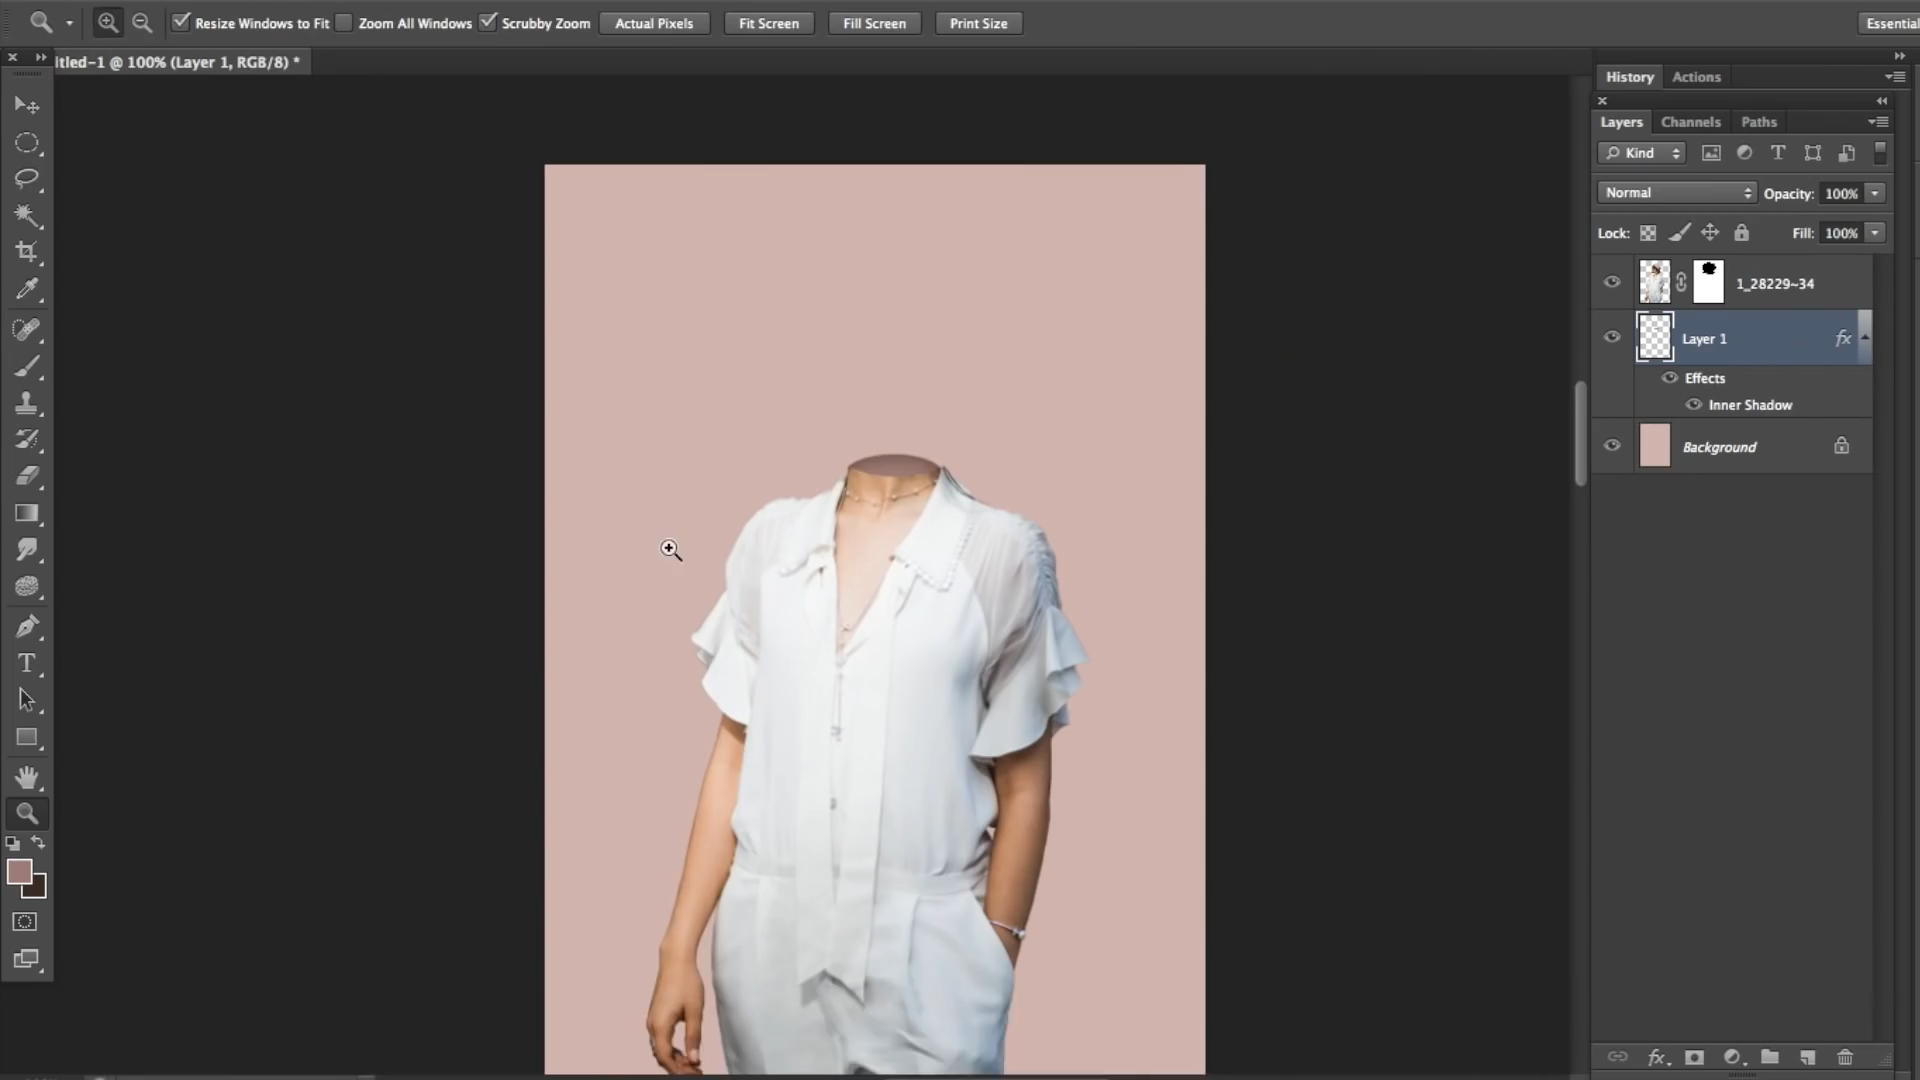 Resize Windows to Fit Zoom All Windows Scrubby Zoom Actual Pixels Fit Screen Fill Screen Print Size Essential
itled-1 @ 100% (Layer 1, RGB/8) *
History Actions
Layers Channels Paths
Kind
Normal Opacity: 100%
Lock: Fill: 100%
1_28229~34
Layer 1 fx
Effects
Inner Shadow
Background
fx